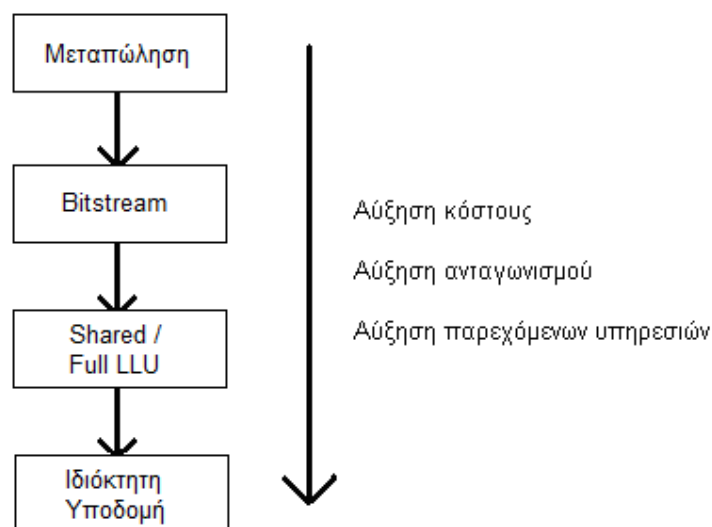 Μεταπώληση
Bitstream
Shared /
Full LLU
Ιδιόκτητη
Υποδομή
Αύξηση κόστους
Αύξηση ανταγωνισμού
Αύξηση παρεχόμενων υπηρεσιών